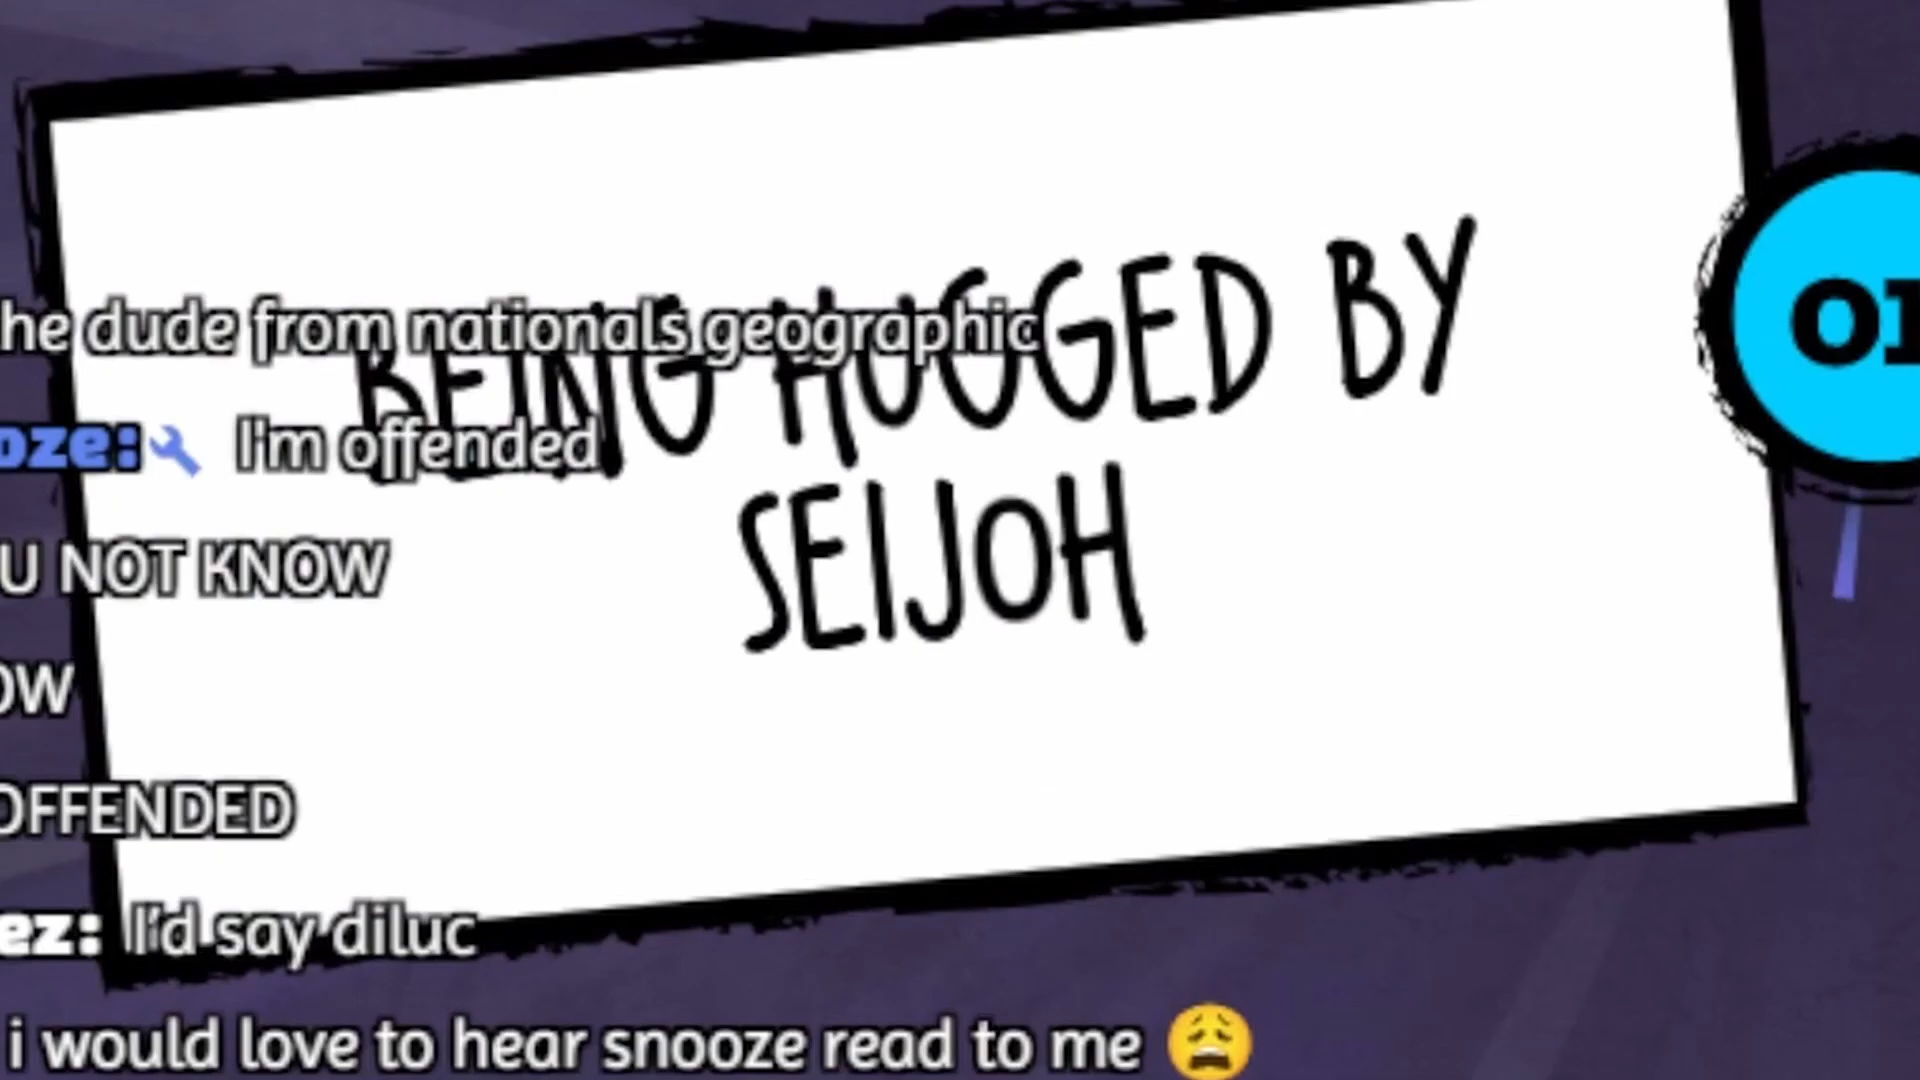 he dude from nationals geographic
BEING HUGGED BY
oze: I'm offended
SEIJOH
U NOT KNOW
OW
OFFENDED
ez: I'd say diluc
i would love to hear snooze read to me 😩